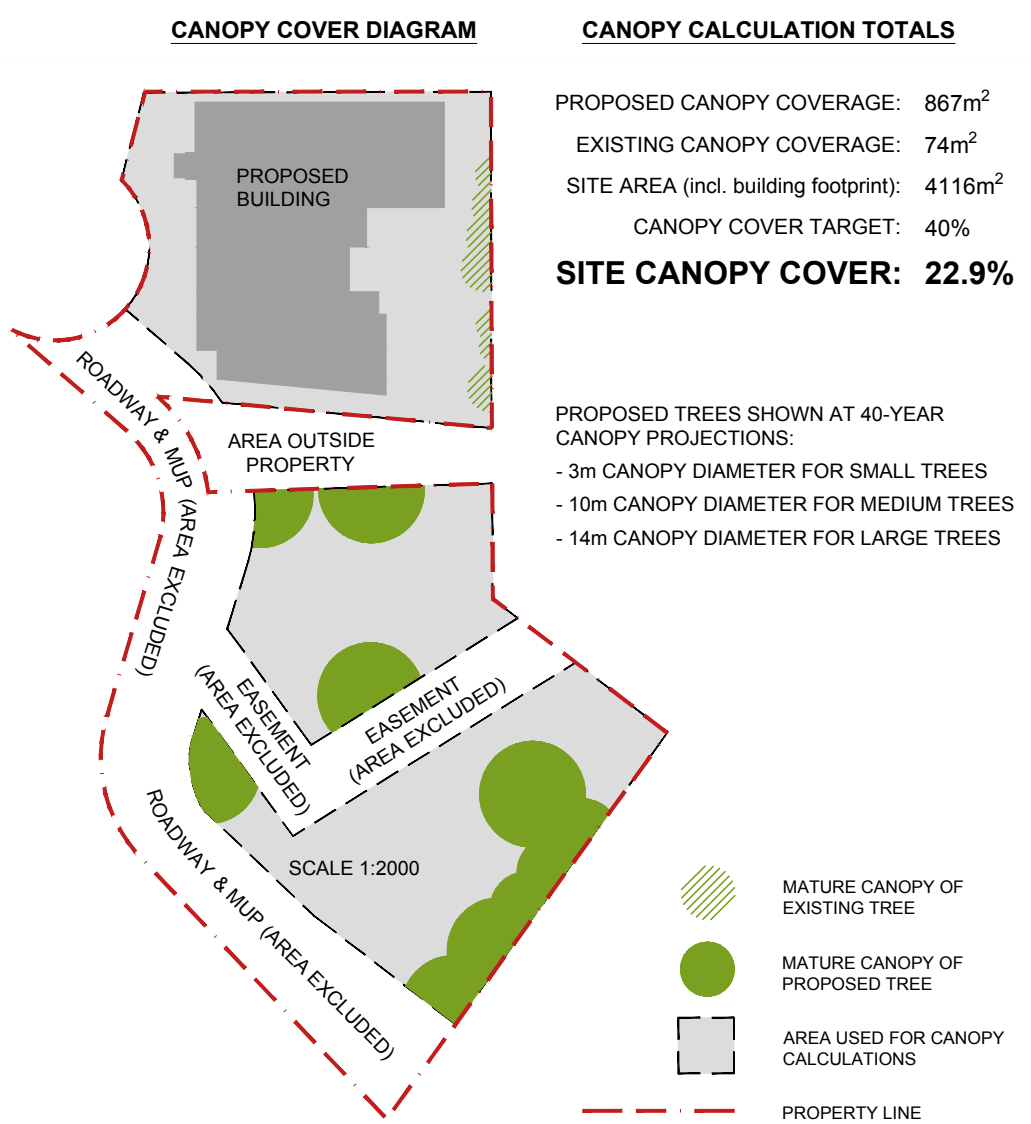 CANOPY COVER DIAGRAM
PROPOSED
BUILDING
ROADWAY & MUP (AREA EXCLUDED)
AREA OUTSIDE
PROPERTY
EASEMENT
(AREA EXCLUDED)
EASEMENT
(AREA EXCLUDED)
ROADWAY & MUP (AREA EXCLUDED)
SCALE 1:2000
CANOPY CALCULATION TOTALS
PROPOSED CANOPY COVERAGE: 867m²
EXISTING CANOPY COVERAGE: 74m²
SITE AREA (incl. building footprint): 4116m²
CANOPY COVER TARGET: 40%
SITE CANOPY COVER: 22.9%
PROPOSED TREES SHOWN AT 40-YEAR
CANOPY PROJECTIONS:
- 3m CANOPY DIAMETER FOR SMALL TREES
- 10m CANOPY DIAMETER FOR MEDIUM TREES
- 14m CANOPY DIAMETER FOR LARGE TREES
MATURE CANOPY OF
EXISTING TREE
MATURE CANOPY OF
PROPOSED TREE
AREA USED FOR CANOPY
CALCULATIONS
PROPERTY LINE